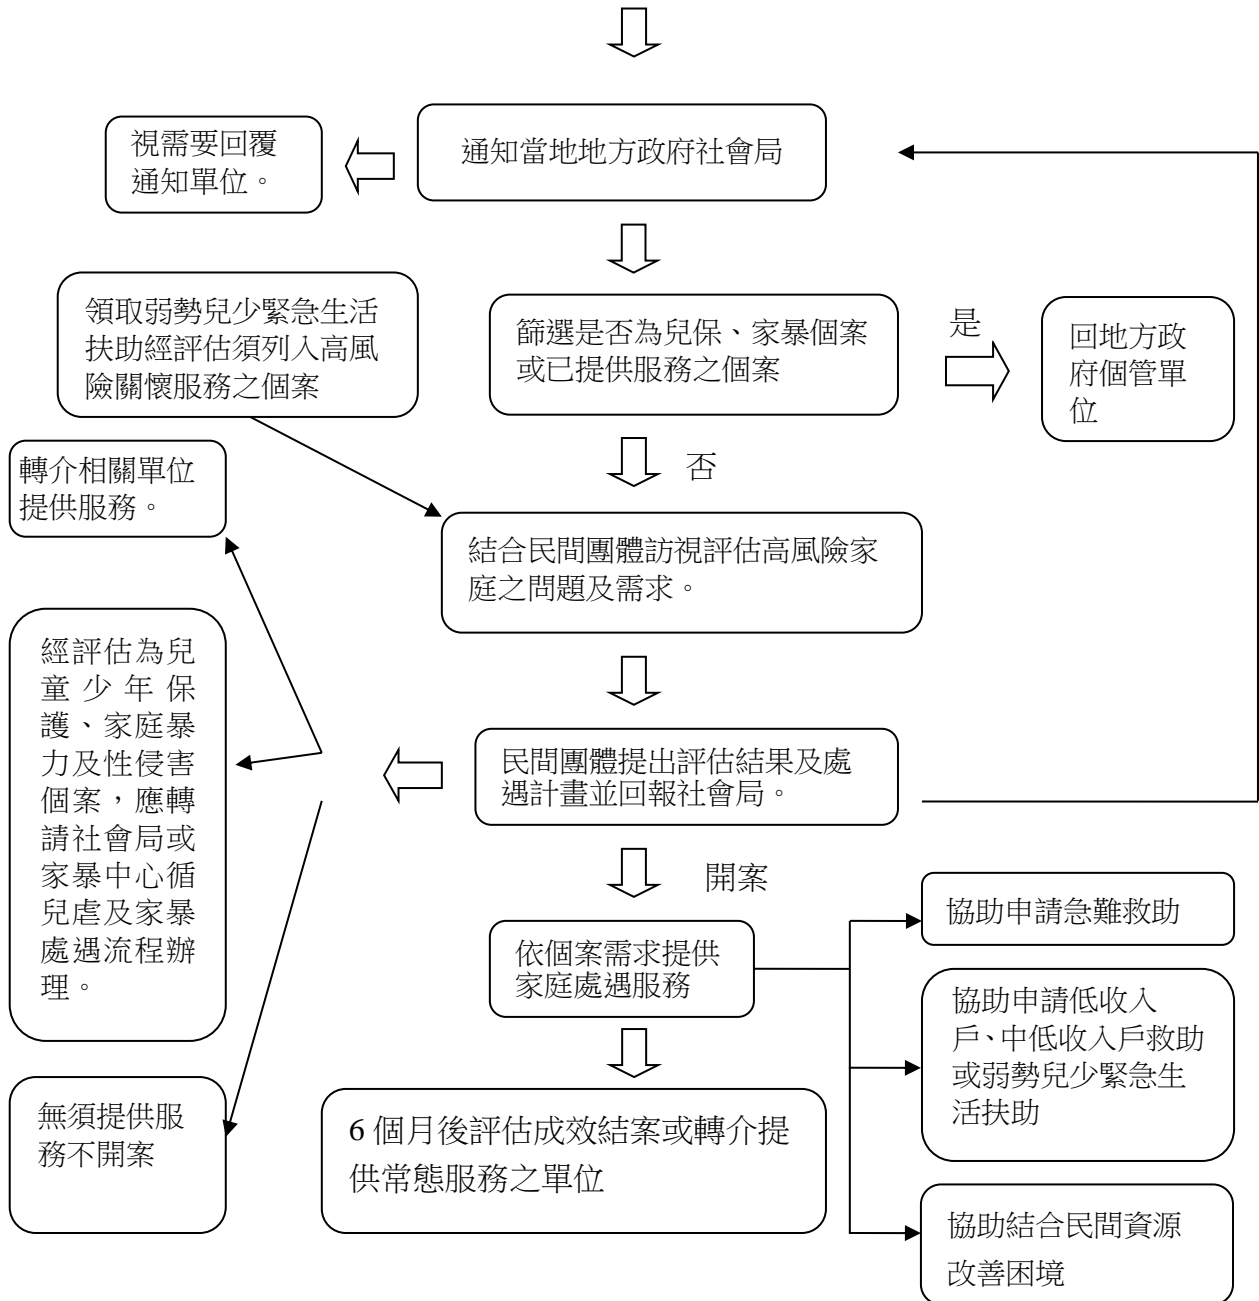 通知當地地方政府社會局
視需要回覆
通知單位。
領取弱勢兒少緊急生活
扶助經評估須列入高風
險關懷服務之個案
篩選是否為兒保、家暴個案
或已提供服務之個案
是
回地方政
府個管單
位
否
轉介相關單位
提供服務。
結合民間團體訪視評估高風險家
庭之問題及需求。
經評估為兒
童少年保
護、家庭暴
力及性侵害
個案，應轉
請社會局或
家暴中心循
兒虐及家暴
處遇流程辦
理。
民間團體提出評估結果及處
遇計畫並回報社會局。
開案
依個案需求提供
家庭處遇服務
協助申請急難救助
協助申請低收入
戶、中低收入戶救助
或弱勢兒少緊急生
活扶助
無須提供服
務不開案
6 個月後評估成效結案或轉介提
供常態服務之單位
協助結合民間資源
改善困境